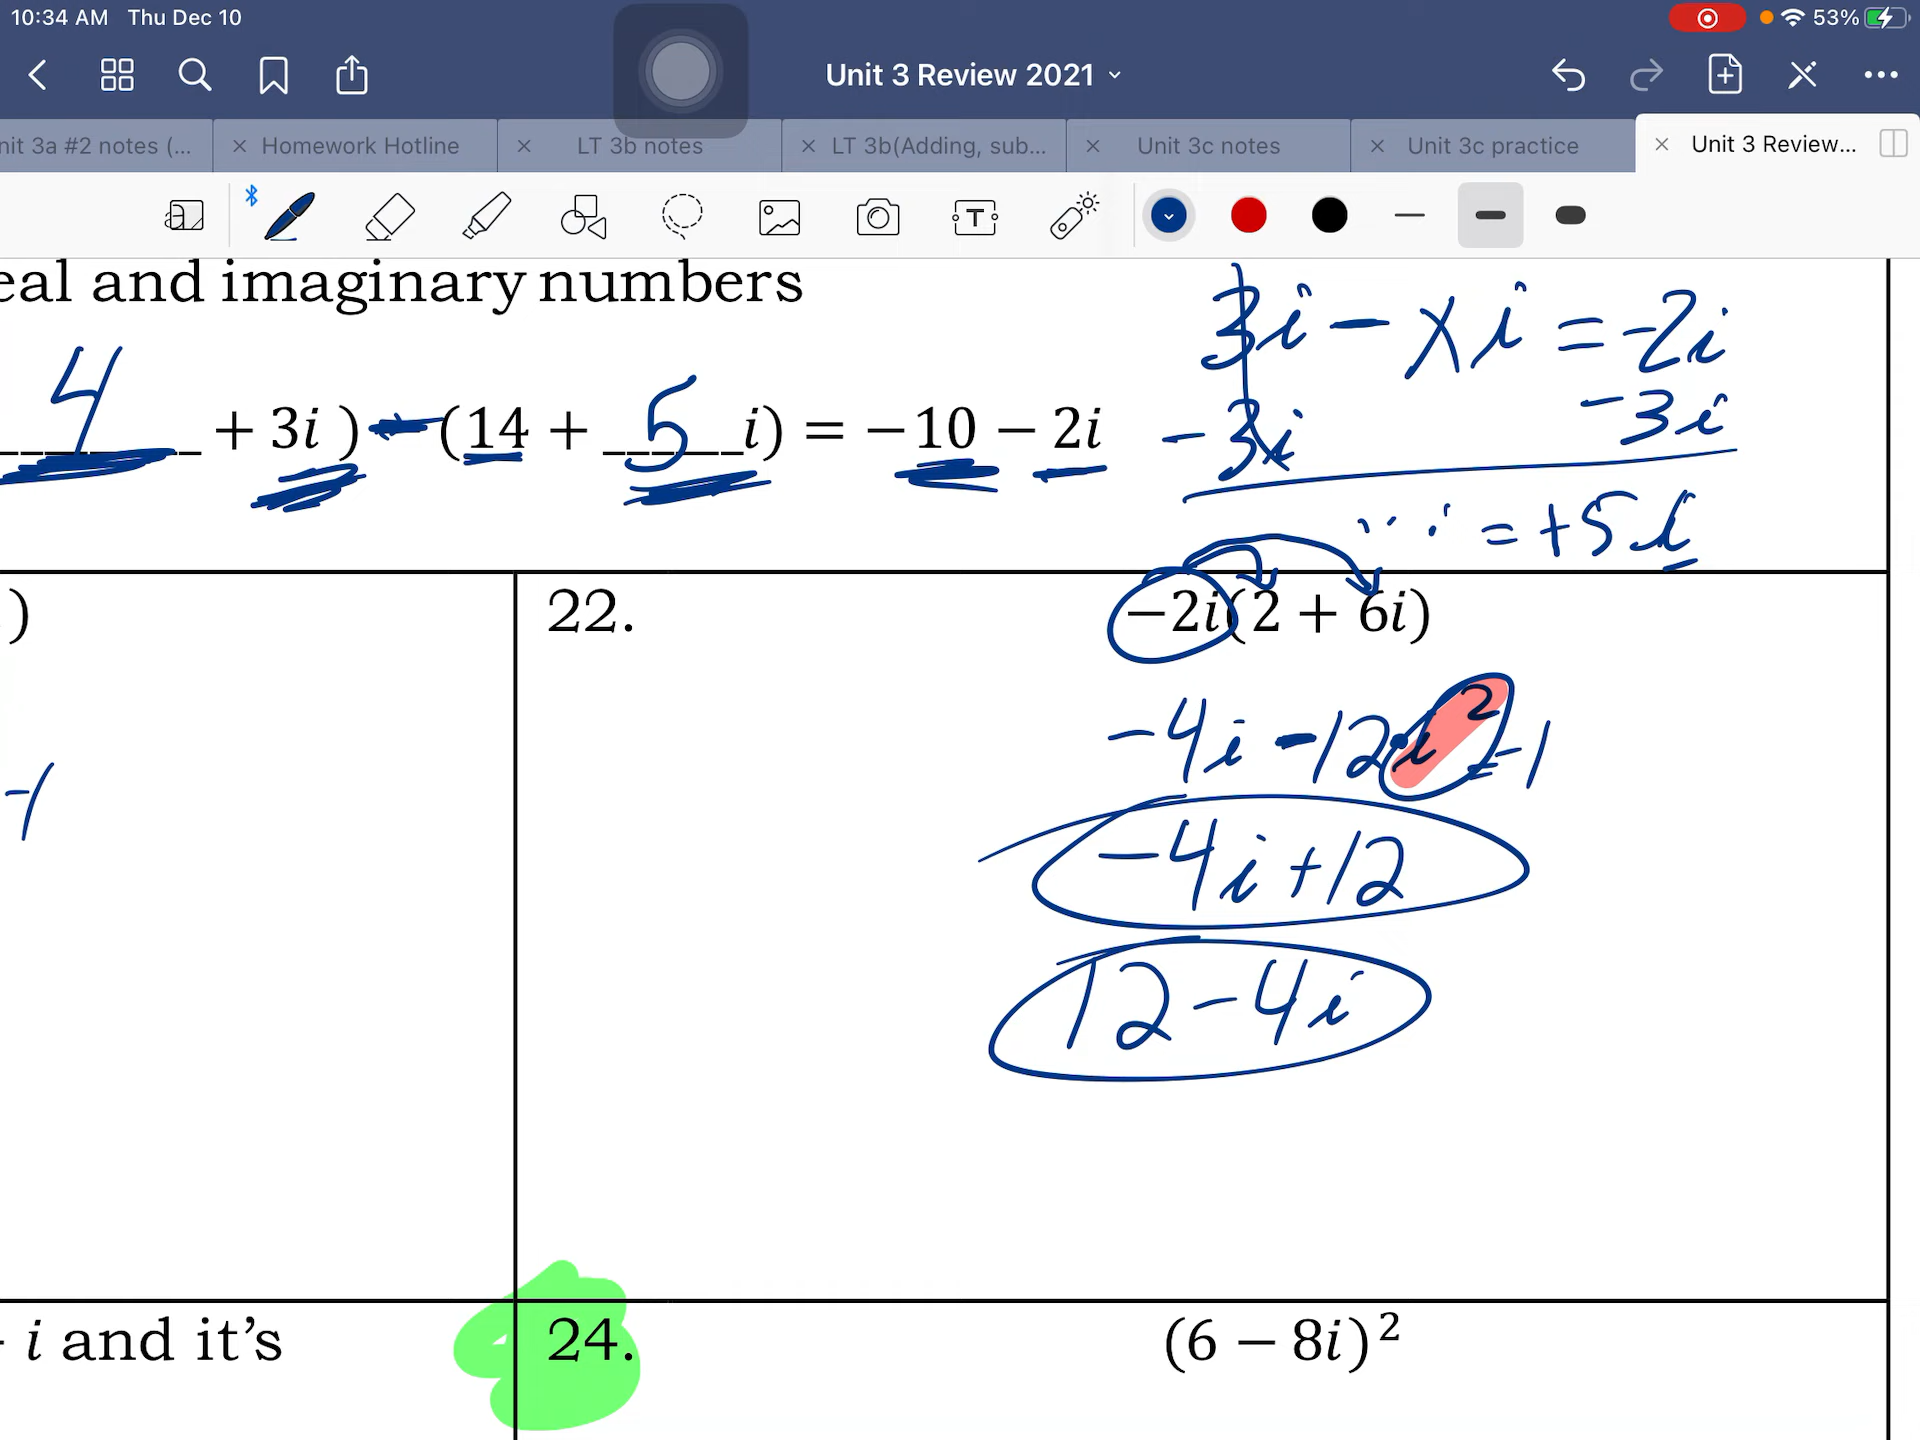 10:34 AM Thu Dec 10
53%
Unit 3 Review 2021
nit 3a #2 notes (...
Homework Hotline
LT 3b notes
LT 3b(Adding, sub...
Unit 3c notes
Unit 3c practice
Unit 3 Review...
eal and imaginary numbers
3i - xi = -2i
-3i -3i
= +5i
4 + 3i ) - (14 + 5 i) = −10 − 2i
)
22. −2i(2 + 6i)
-4i - 12 · i² = -1
-1
-4i + 12
12 - 4i
- i and it's
24. (6 − 8i)²